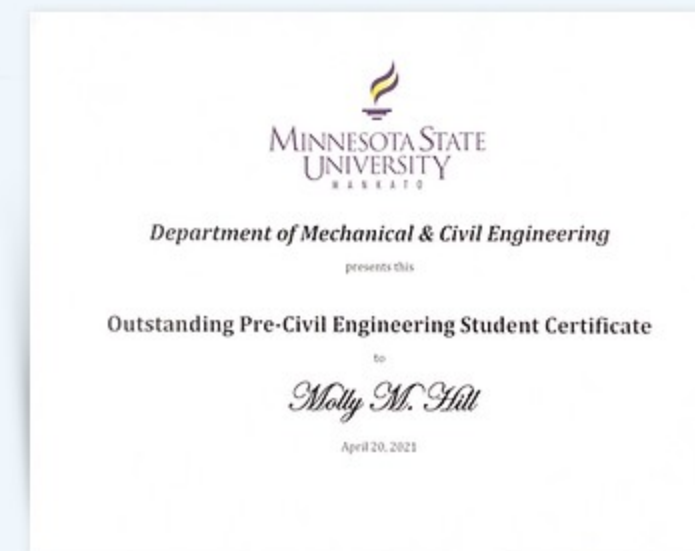 MINNESOTA STATE
UNIVERSITY
MANKATO
Department of Mechanical & Civil Engineering
presents this
Outstanding Pre-Civil Engineering Student Certificate
to
Molly M. Hill
April 20, 2021